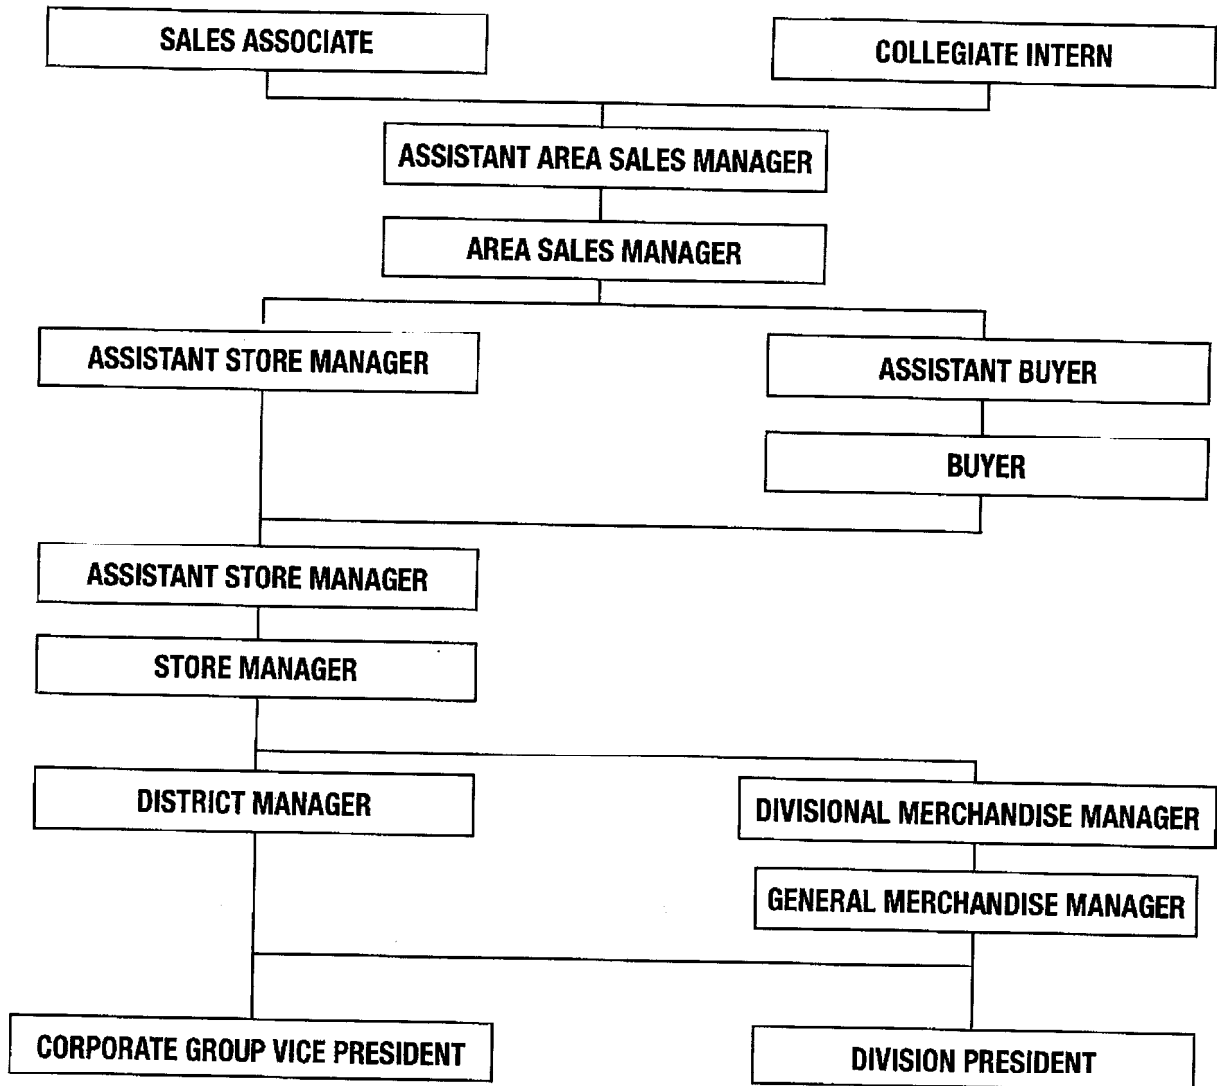 SALES ASSOCIATE
COLLEGIATE INTERN
ASSISTANT AREA SALES MANAGER
AREA SALES MANAGER
ASSISTANT STORE MANAGER
ASSISTANT BUYER
BUYER
ASSISTANT STORE MANAGER
STORE MANAGER
DISTRICT MANAGER
DIVISIONAL MERCHANDISE MANAGER
GENERAL MERCHANDISE MANAGER
CORPORATE GROUP VICE PRESIDENT
DIVISION PRESIDENT